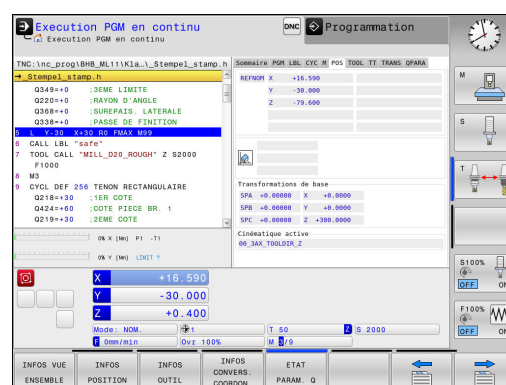 Execution PGM en continu
DNC
Programmation
Execution PGM en continu
TNC:\nc_prog\BHB_ML11\Kla…\_Stempel_stamp.h
→_Stempel_stamp.h
Q349=+0 ;3EME LIMITE
Q220=+0 ;RAYON D'ANGLE
Q368=+0 ;SUREPAIS. LATERALE
Q338=+0 ;PASSE DE FINITION
5 L Y-30 X+30 R0 FMAX M99
6 CALL LBL "safe"
7 TOOL CALL "MILL_D20_ROUGH" Z S2000
F1000
8 M3
9 CYCL DEF 256 TENON RECTANGULAIRE
Q218=+30 ;1ER COTE
Q424=+60 ;COTE PIECE BR. 1
Q219=+30 ;2EME COTE
Sommaire PGM LBL CYC M POS TOOL TT TRANS QPARA
REFNOM X +16.590
Y -30.000
Z -79.600
Transformations de base
SPA +0.00000 X +0.0000
SPB +0.00000 Y +0.0000
SPC +0.00000 Z +300.0000
Cinématique active
00_3AX_TOOLDIR_Z
0% X [Nm] P1 -T1
0% Y [Nm] LIMIT ↑
X +16.590
Y -30.000
Z +0.400
Mode: NOM. 1 T 50 Z S 2000
F 0mm/min Ovr 100% M 5/9
M
S
T
S100%
OFF ON
F100%
OFF ON
INFOS VUE ENSEMBLE
INFOS POSITION
INFOS OUTIL
INFOS CONVERS. COORDON.
ETAT PARAM. Q